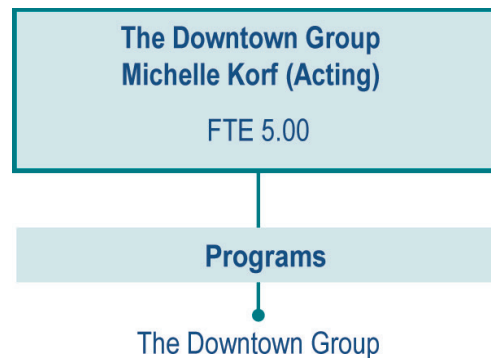 The Downtown Group
Michelle Korf (Acting)
FTE 5.00
Programs
The Downtown Group